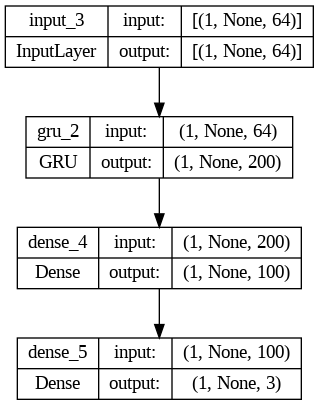 input_3 input: [(1, None, 64)]
InputLayer output: [(1, None, 64)]
gru_2 input: (1, None, 64)
GRU output: (1, None, 200)
dense_4 input: (1, None, 200)
Dense output: (1, None, 100)
dense_5 input: (1, None, 100)
Dense output: (1, None, 3)